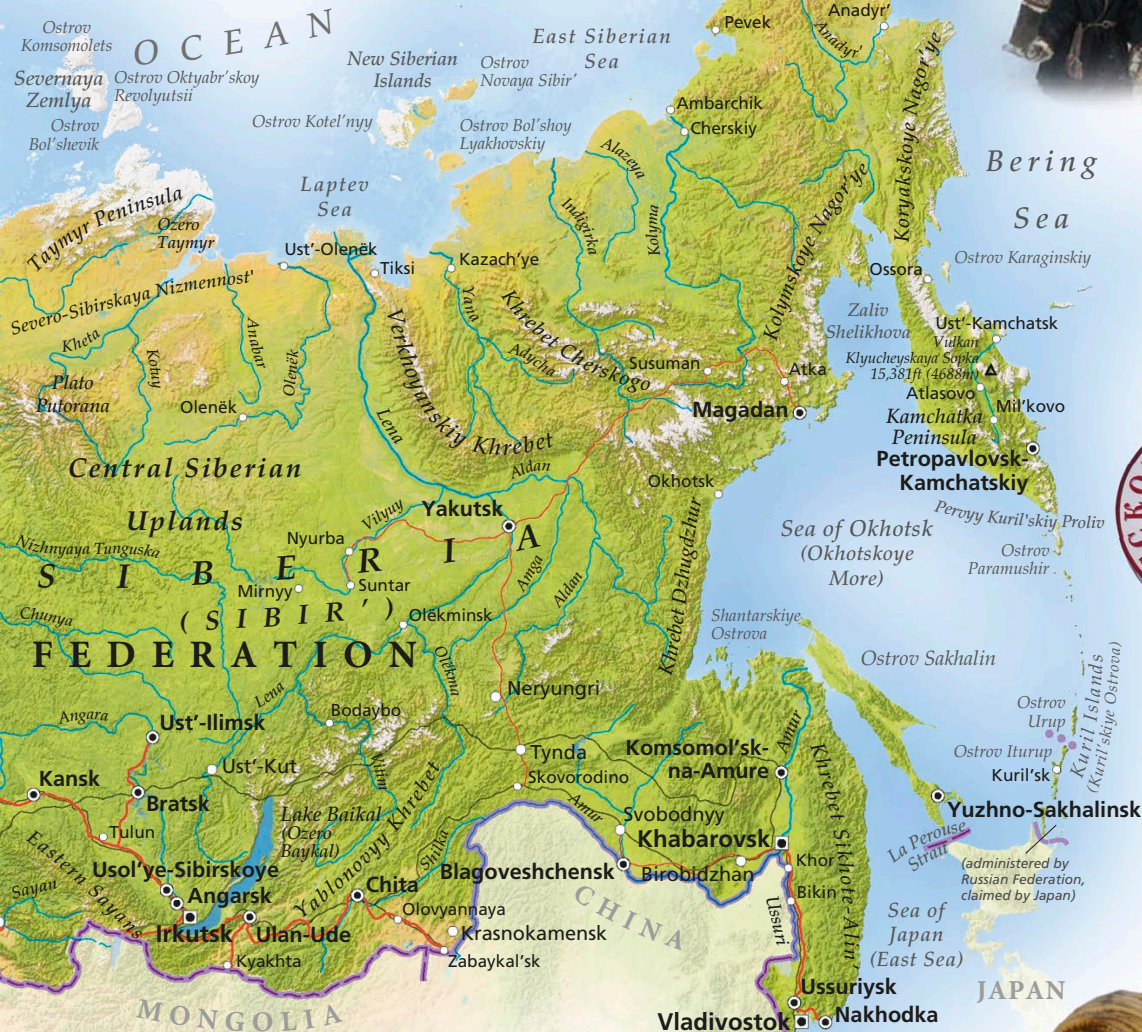 OCEAN
Ostrov
Komsomolets
Severnaya
Zemlya
Ostrov Oktyabr'skoy
Revolyutsii
Ostrov
Bol'shevik
New Siberian
Islands
Ostrov
Novaya Sibir'
Ostrov Kotel'nyy
Ostrov Bol'shoy
Lyakhovskiy
East Siberian
Sea
Pevek
Anadyr'
Anadyr'
Ambarchik
Cherskiy
Bering
Sea
Laptev
Sea
Taymyr Peninsula
Ozero
Taymyr
Ust'-Olenëk
Tiksi
Kazach'ye
Alazeya
Indigirka
Kolyma
Kolymskoye Nagor'ye
Koryakskoye Nagor'ye
Ossora
Ostrov Karaginskiy
Severo-Sibirskaya Nizmennost'
Kheta
Kotuy
Anabar
Olenëk
Plato
Putorana
Olenëk
Verkhoyanskiy Khrebet
Yana
Adycha
Khrebet Cherskogo
Susuman
Atka
Magadan
Zaliv
Shelikhova
Ust'-Kamchatsk
Vulkan
Klyucheyskaya Sopka
15,381ft (4688m)
Atlasovo
Mil'kovo
Kamchatka
Peninsula
Petropavlovsk-
Kamchatskiy
Lena
Central Siberian
Uplands
Aldan
Okhotsk
Yakutsk
Vilyuy
Nyurba
Suntar
Mirnyy
Nizhnyaya Tunguska
SIBERIA
(SIBIR')
Chunya
FEDERATION
Olëkminsk
Amga
Aldan
Khrebet Dzhugdzhur
Sea of Okhotsk
(Okhotskoye
More)
Pervyy Kuril'skiy Proliv
Ostrov
Paramushir
Shantarskiye
Ostrova
Ostrov Sakhalin
Olëkma
Lena
Neryungri
Angara
Ust'-Ilimsk
Bodaybo
Vitim
Ust'-Kut
Tynda
Skovorodino
Komsomol'sk-
na-Amure
Amur
Ostrov
Urup
Ostrov Iturup
Kuril'sk
Kuril Islands
(Kuril'skiye Ostrova)
Kansk
Bratsk
Tulun
Lake Baikal
(Ozero
Baykal)
Yablonovyy Khrebet
Shilka
Amur
Svobodnyy
Khabarovsk
Khrebet Sikhote-Alin'
Yuzhno-Sakhalinsk
La Perouse
Strait
(administered by
Russian Federation,
claimed by Japan)
Eastern Sayans
Sayan
Usol'ye-Sibirskoye
Angarsk
Irkutsk
Ulan-Ude
Chita
Blagoveshchensk
Birobidzhan
Khor
Bikin
Olovyannaya
Krasnokamensk
Zabaykal'sk
Kyakhta
CHINA
Ussuri
Sea of
Japan
(East Sea)
MONGOLIA
JAPAN
Ussuriysk
Vladivostok
Nakhodka